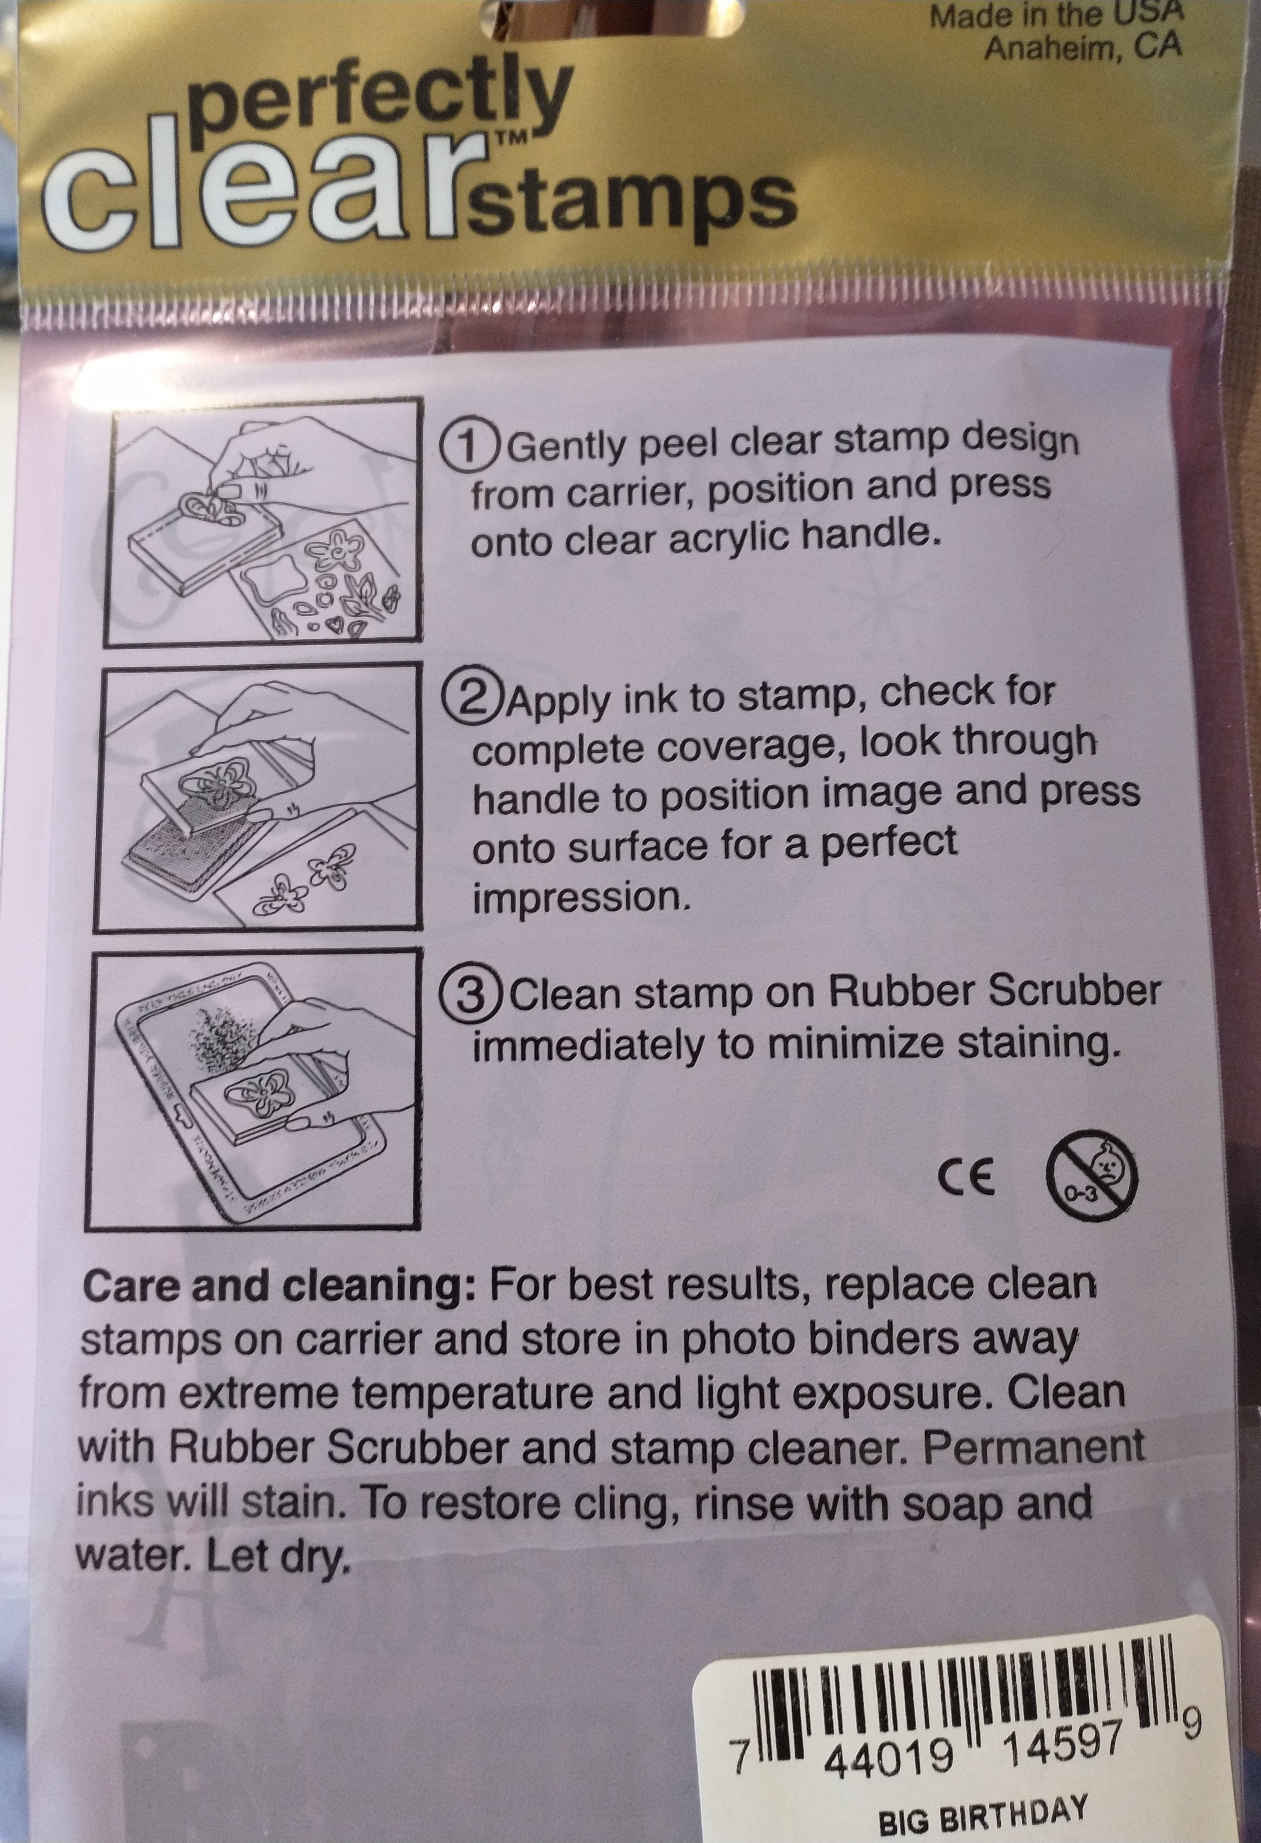 Made in the USA
Anaheim, CA
perfectly
clear™stamps
① Gently peel clear stamp design
from carrier, position and press
onto clear acrylic handle.
② Apply ink to stamp, check for
complete coverage, look through
handle to position image and press
onto surface for a perfect
impression.
③ Clean stamp on Rubber Scrubber
immediately to minimize staining.
CE
0-3
Care and cleaning: For best results, replace clean
stamps on carrier and store in photo binders away
from extreme temperature and light exposure. Clean
with Rubber Scrubber and stamp cleaner. Permanent
inks will stain. To restore cling, rinse with soap and
water. Let dry.
7 44019 14597 9
BIG BIRTHDAY